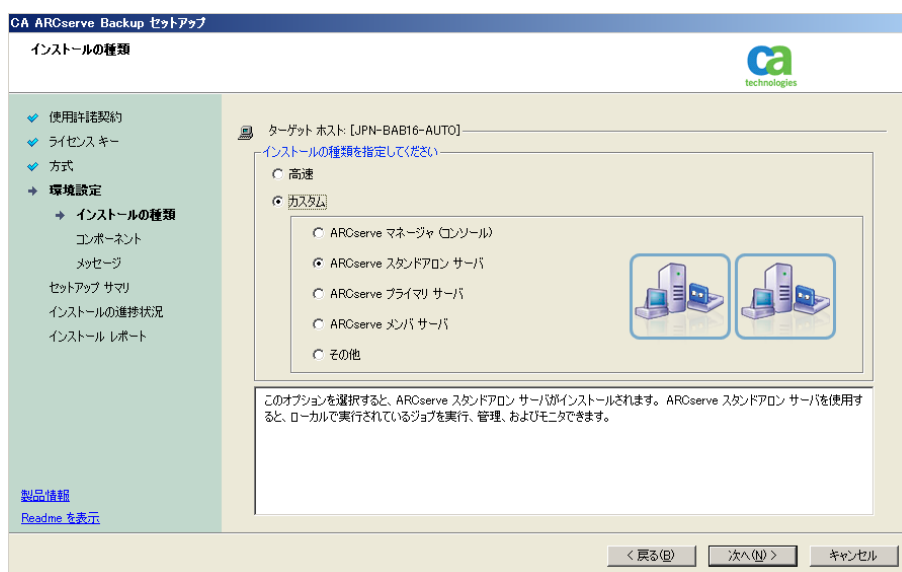 CA ARCserve Backup セットアップ
インストールの種類
ca
technologies
使用許諾契約
ライセンス キー
方式
環境設定
インストールの種類
コンポーネント
メッセージ
セットアップ サマリ
インストールの進捗状況
インストール レポート
製品情報
Readme を表示
ターゲット ホスト: [JPN-BAB16-AUTO]
インストールの種類を指定してください
高速
カスタム
ARCserve マネージャ (コンソール)
ARCserve スタンドアロン サーバ
ARCserve プライマリ サーバ
ARCserve メンバ サーバ
その他
このオプションを選択すると、ARCserve スタンドアロン サーバがインストールされます。 ARCserve スタンドアロン サーバを使用す
ると、ローカルで実行されているジョブを実行、管理、およびモニタできます。
< 戻る(B)
次へ(N) >
キャンセル